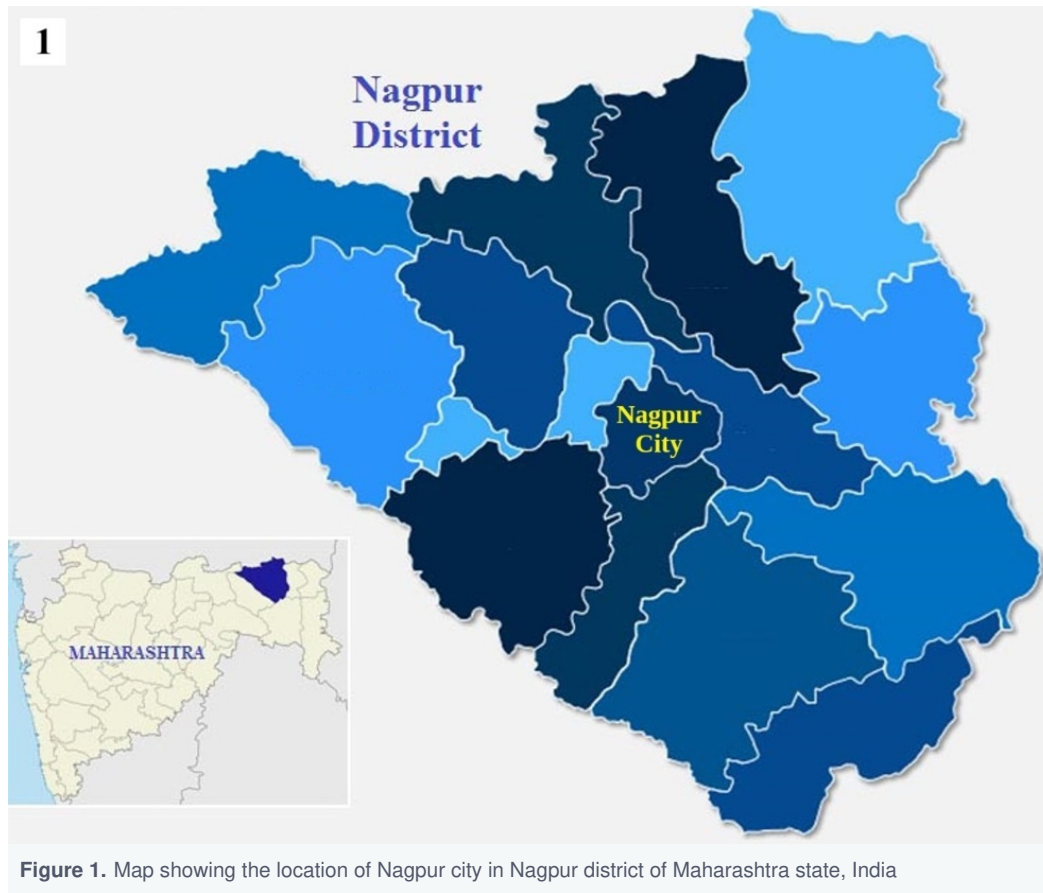 1
Nagpur
District
Nagpur
City
MAHARASHTRA
Figure 1. Map showing the location of Nagpur city in Nagpur district of Maharashtra state, India